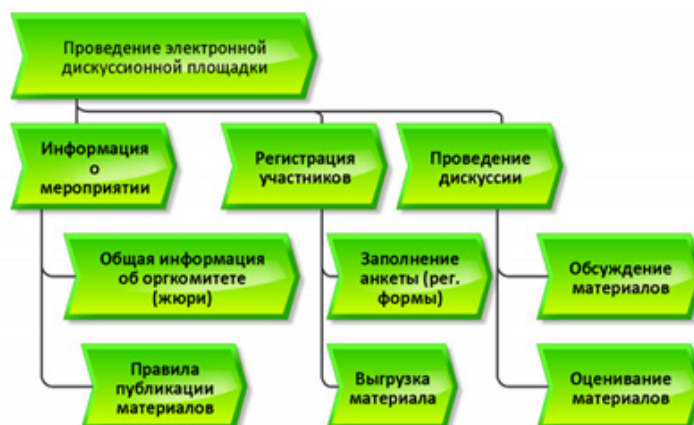 Проведение электронной
дискуссионной площадки
Информация
о
мероприятии
Регистрация
участников
Проведение
дискуссии
Общая информация
об оргкомитете
(жюри)
Заполнение
анкеты (рег.
формы)
Обсуждение
материалов
Правила
публикации
материалов
Выгрузка
материала
Оценивание
материалов